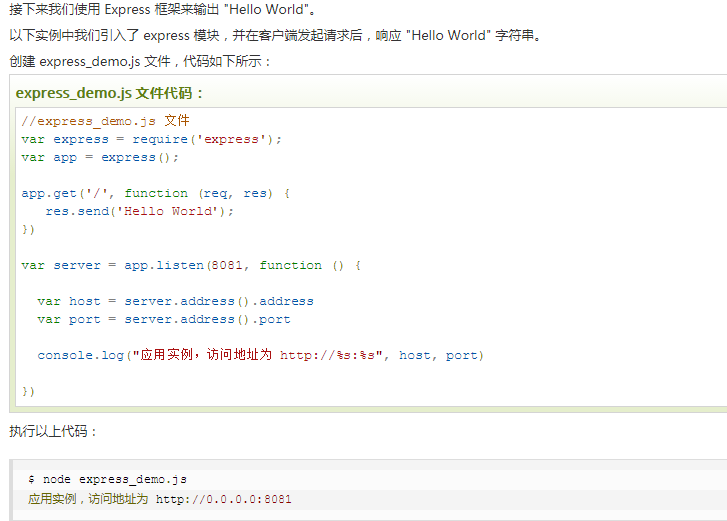 接下来我们使用 Express 框架来输出 "Hello World"。
以下实例中我们引入了 express 模块，并在客户端发起请求后，响应 "Hello World" 字符串。
创建 express_demo.js 文件，代码如下所示：
express_demo.js 文件代码：
//express_demo.js 文件
var express = require('express');
var app = express();
app.get('/', function (req, res) {
   res.send('Hello World');
})
var server = app.listen(8081, function () {
  var host = server.address().address
  var port = server.address().port
  console.log("应用实例，访问地址为 http://%s:%s", host, port)
})
执行以上代码：
$ node express_demo.js
应用实例，访问地址为 http://0.0.0.0:8081